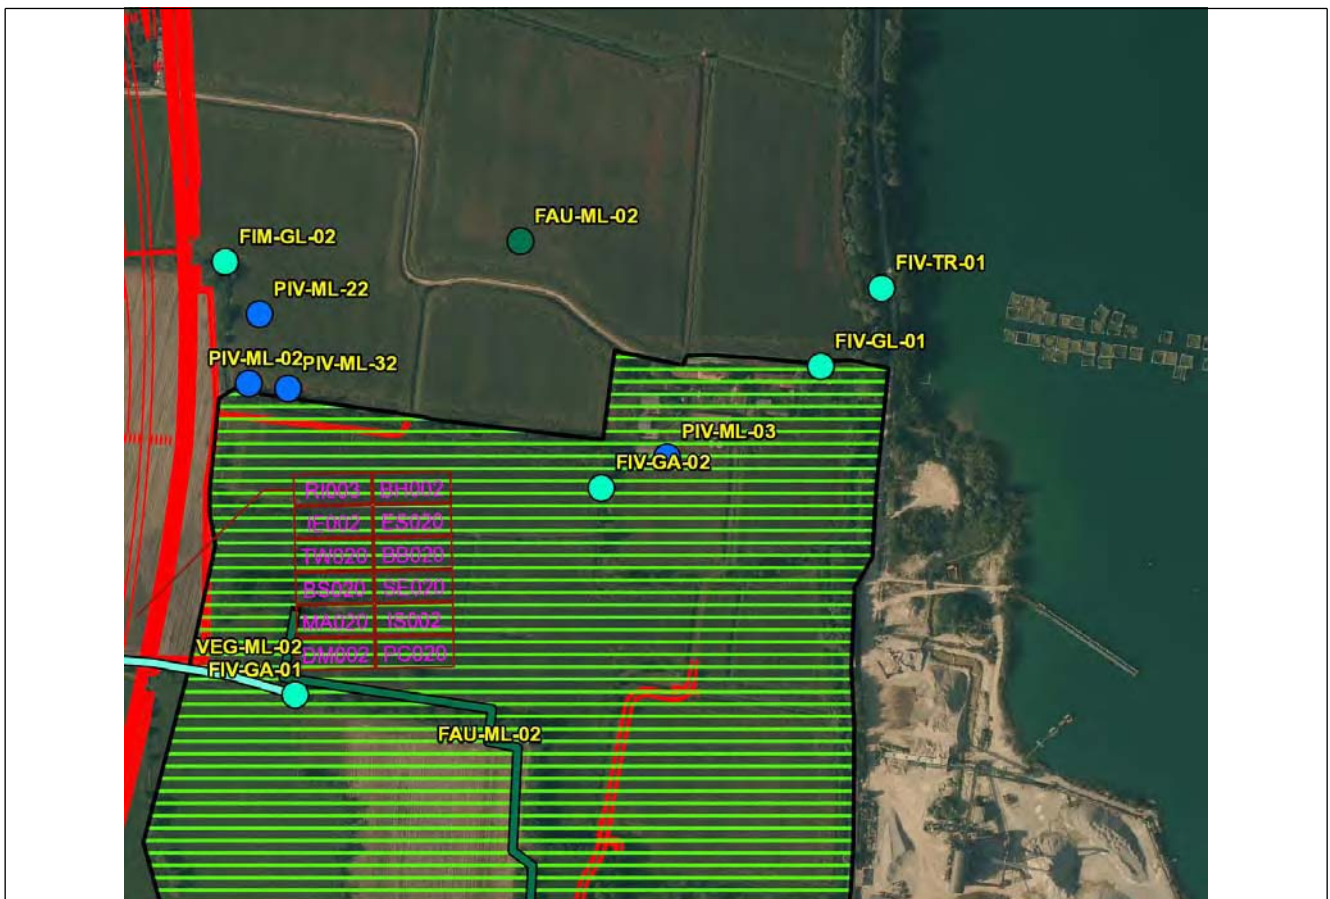 FAU-ML-02
FIM-GL-02
FIV-TR-01
PIV-ML-22
PIV-ML-02 PIV-ML-32
FIV-GL-01
PIV-ML-03
FIV-GA-02
RI003 BH002
IE002 ES020
TW020 BB020
BS020 SE020
MA020 IS002
VEG-ML-02
DM002 PG020
FIV-GA-01
FAU-ML-02